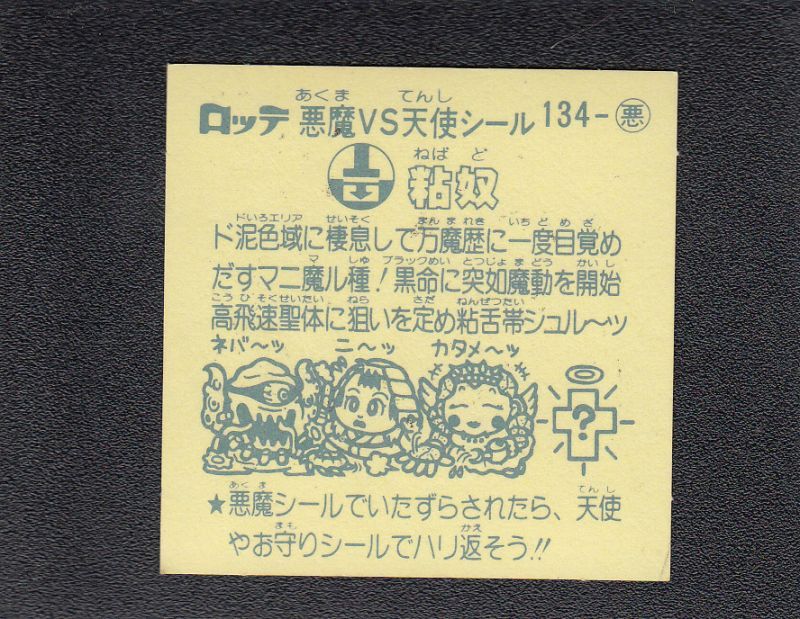 あくま てんし
ロッテ 悪魔VS天使シール 134-悪
ねばど
粘奴
ドいろエリア せいそく まんまれき いちどめざ
ド泥色域に棲息して万魔歴に一度目覚め
マ しゅ ブラックめい とつじょまどう かいし
だすマニ魔ル種!黒命に突如魔動を開始
こうひそくせいたい ねら さだ ねんぜつたい
高飛速聖体に狙いを定め粘舌帯シュル〜ッ
ネバ〜ッ ニ〜ッ カタメ〜ッ
?
あくま てんし
★悪魔シールでいたずらされたら、天使
まも かえ
やお守りシールでハリ返そう!!